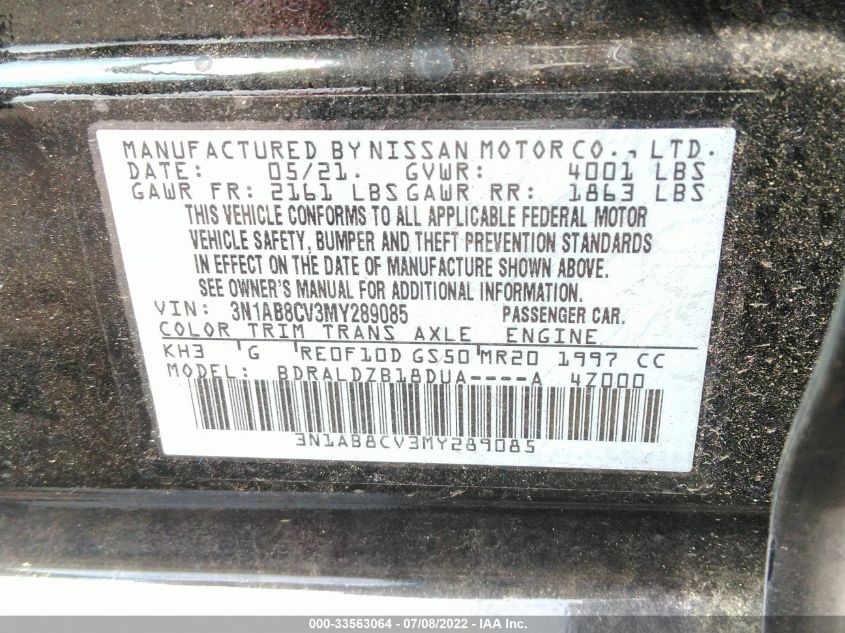 MANUFACTURED BY NISSAN MOTOR CO., LTD.
DATE: 05/21. GVWR: 4001 LBS
GAWR FR: 2161 LBS GAWR RR: 1863 LBS
THIS VEHICLE CONFORMS TO ALL APPLICABLE FEDERAL MOTOR
VEHICLE SAFETY, BUMPER AND THEFT PREVENTION STANDARDS
IN EFFECT ON THE DATE OF MANUFACTURE SHOWN ABOVE.
SEE OWNER'S MANUAL FOR ADDITIONAL INFORMATION.
VIN: 3N1AB8CV3MY289085 PASSENGER CAR.
COLOR TRIM TRANS AXLE ENGINE
KH3 G RE0F10D GS50 MR20 1997 CC
MODEL: BDRALDZB18DUA----A 4Z000
3N1AB8CV3MY289085
000-33563064 - 07/08/2022 - IAA Inc.